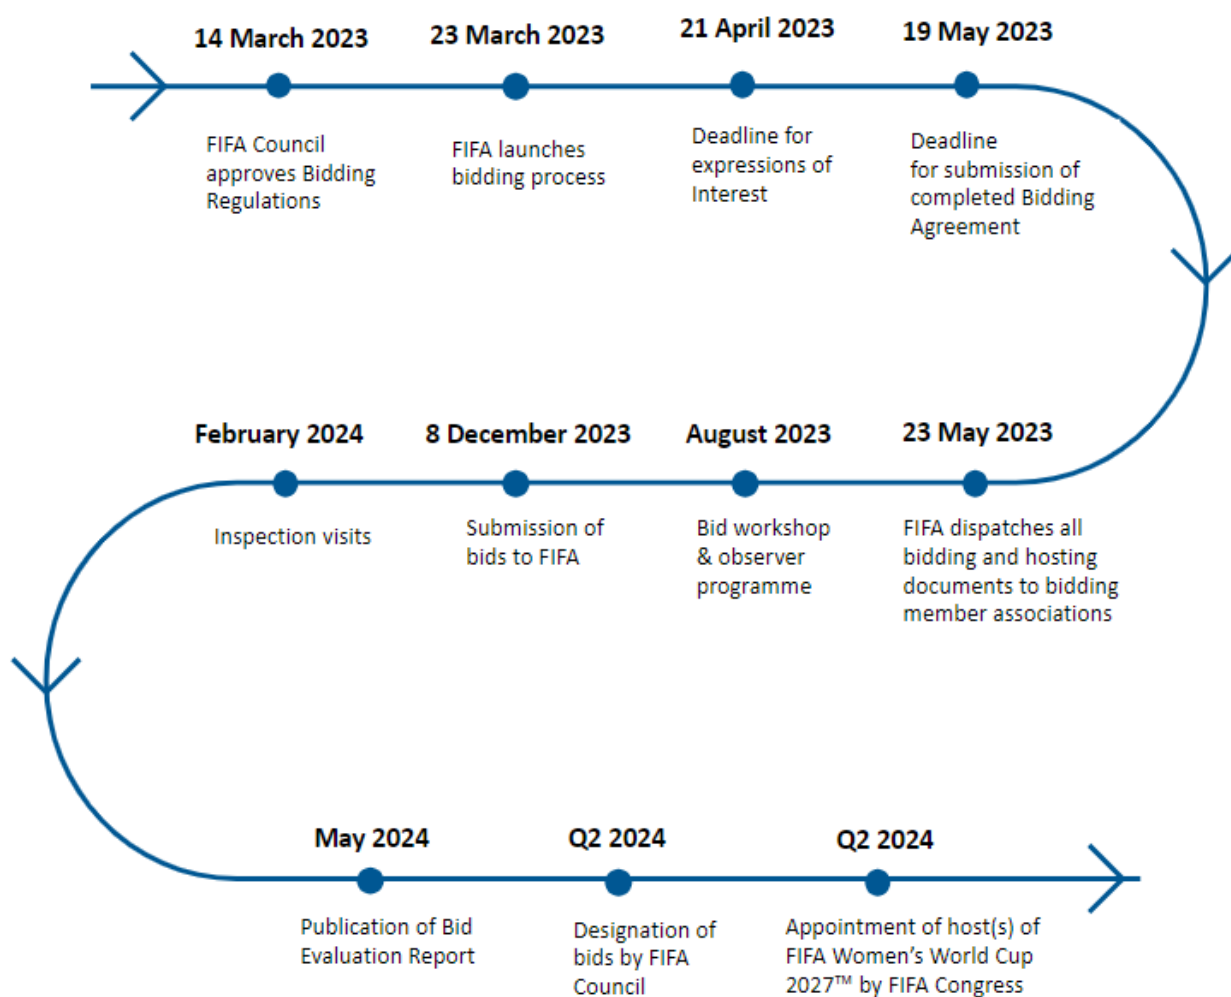 14 March 2023
FIFA Council
approves Bidding
Regulations
23 March 2023
FIFA launches
bidding process
21 April 2023
Deadline for
expressions of
Interest
19 May 2023
Deadline
for submission of
completed Bidding
Agreement
23 May 2023
FIFA dispatches all
bidding and hosting
documents to bidding
member associations
August 2023
Bid workshop
& observer
programme
8 December 2023
Submission of
bids to FIFA
February 2024
Inspection visits
May 2024
Publication of Bid
Evaluation Report
Q2 2024
Designation of
bids by FIFA
Council
Q2 2024
Appointment of host(s) of
FIFA Women’s World Cup
2027™ by FIFA Congress